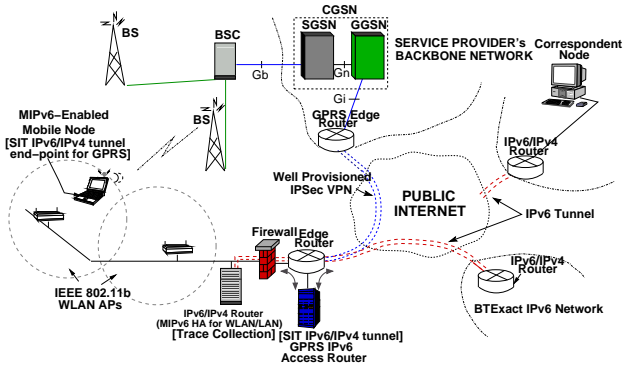 CGSN
SGSN
GGSN
BS
BSC
Gb
Gn
Gi
SERVICE PROVIDER's
BACKBONE NETWORK
Correspondent
Node
MIPv6-Enabled
Mobile Node
[SIT IPv6/IPv4 tunnel
end-point for GPRS]
BS
GPRS Edge
Router
IPv6/IPv4
Router
Well Provisioned
IPSec VPN
PUBLIC
INTERNET
IPv6 Tunnel
Firewall
Edge
Router
IPv6/IPv4
Router
IEEE 802.11b
WLAN APs
BTExact IPv6 Network
IPv6/IPv4 Router
(MIPv6 HA for WLAN/LAN)
[Trace Collection]
[SIT IPv6/IPv4 tunnel]
GPRS IPv6
Access Router